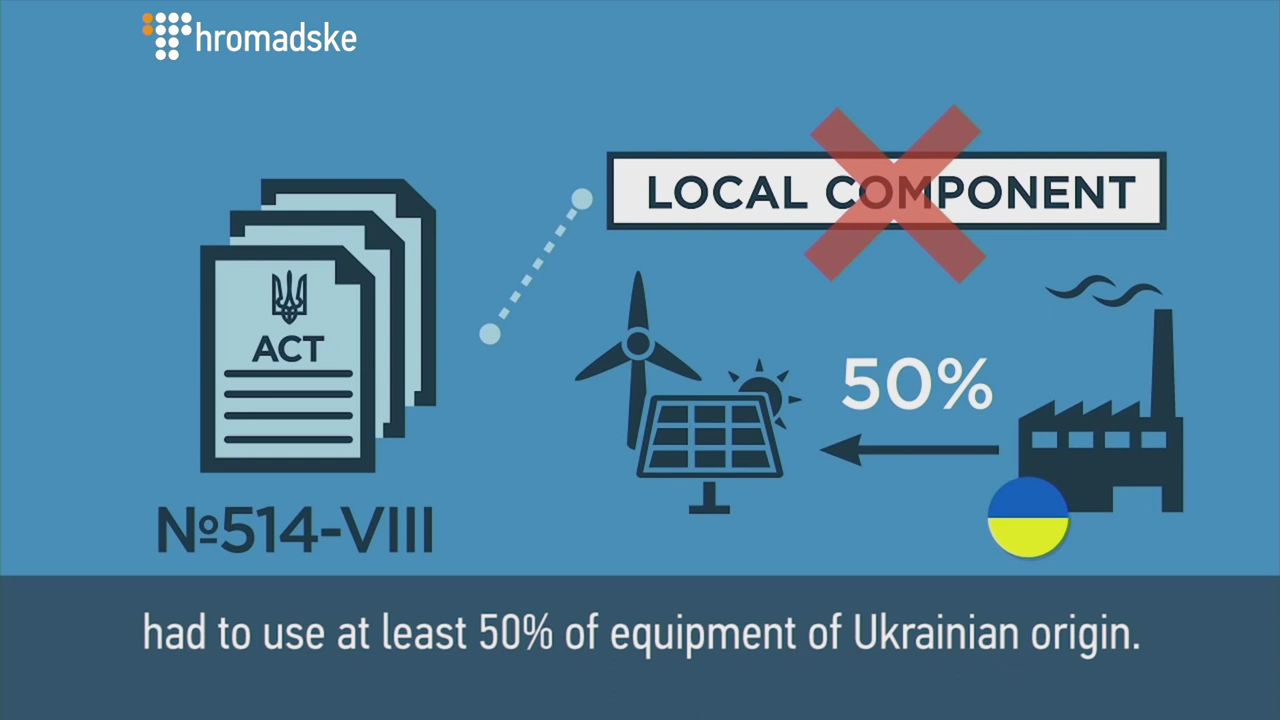 hromadske
LOCAL COMPONENT
ACT
50%
№514-VIII
had to use at least 50% of equipment of Ukrainian origin.